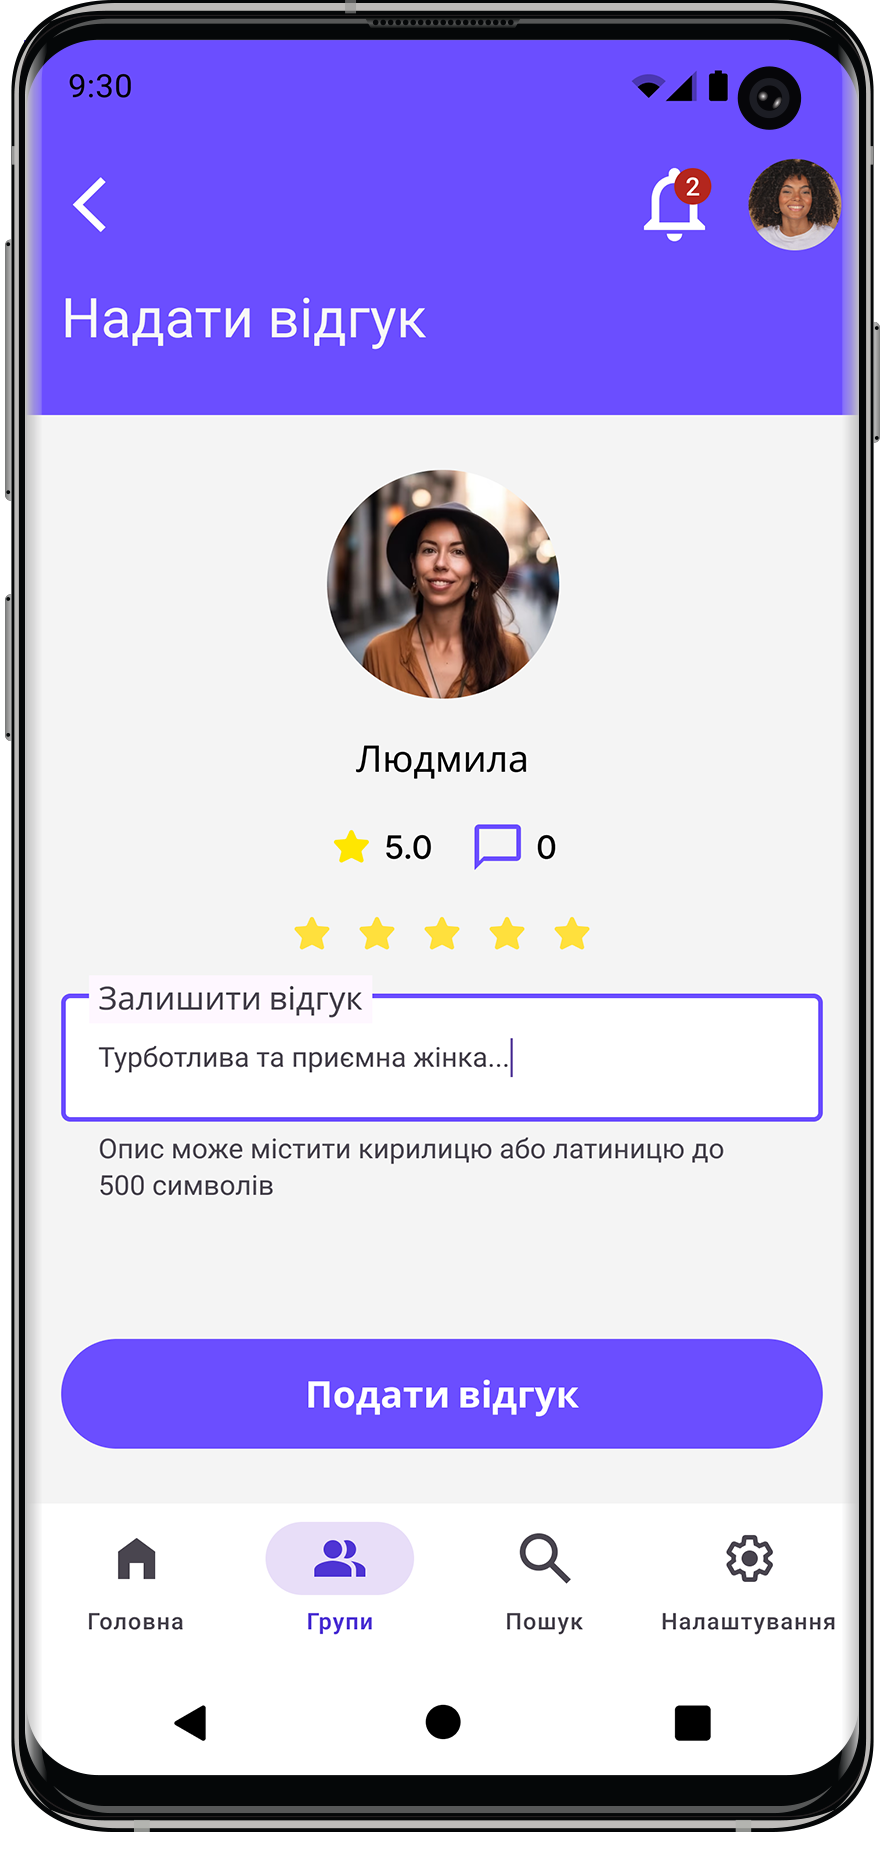 9:30
2
Надати відгук
Людмила
5.0 0
Залишити відгук
Турботлива та приємна жінка...
Опис може містити кирилицю або латиницю до
500 символів
Подати відгук
Головна Групи Пошук Налаштування